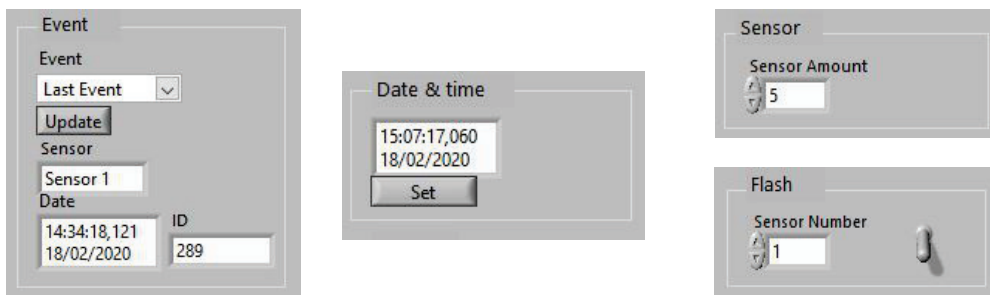 Event
Event
Last Event
Update
Sensor
Sensor 1
Date
14:34:18,121
18/02/2020
ID
289
Date & time
15:07:17,060
18/02/2020
Set
Sensor
Sensor Amount
5
Flash
Sensor Number
1